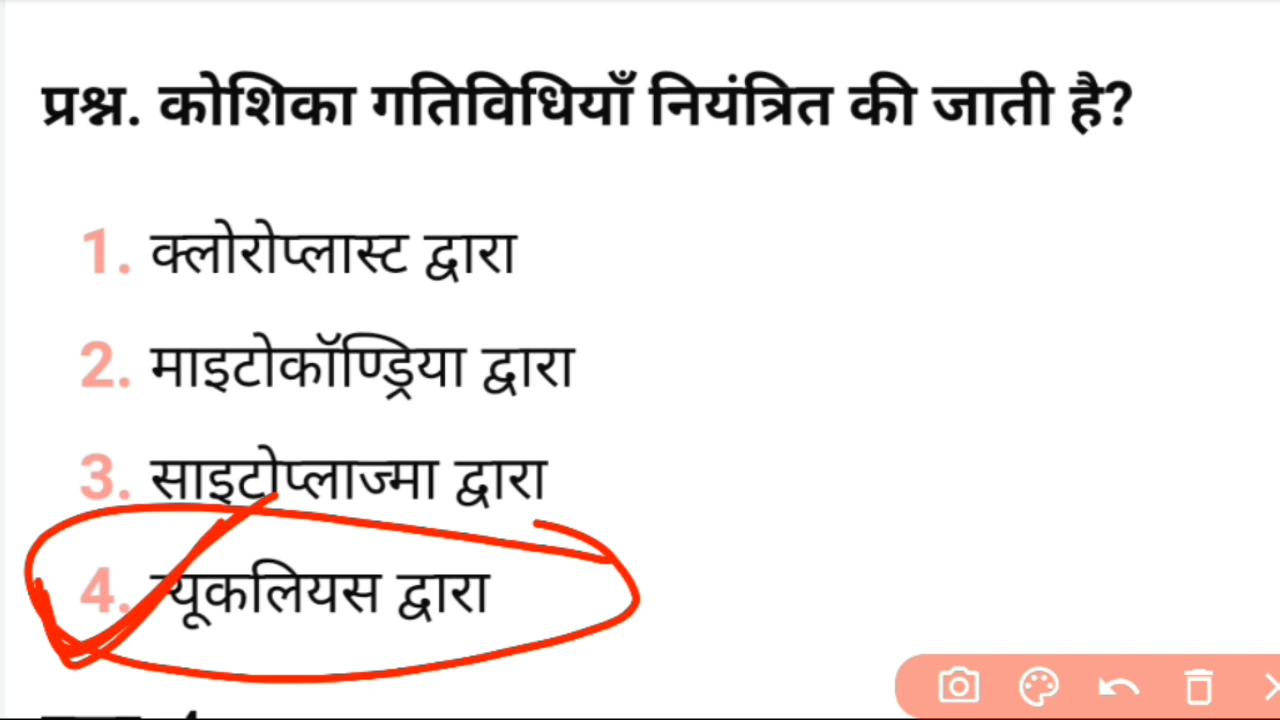 प्रश्न. कोशिका गतिविधियाँ नियंत्रित की जाती है?
1. क्लोरोप्लास्ट द्वारा
2. माइटोकॉण्ड्रिया द्वारा
3. साइटोप्लाज्मा द्वारा
4. न्यूकलियस द्वारा